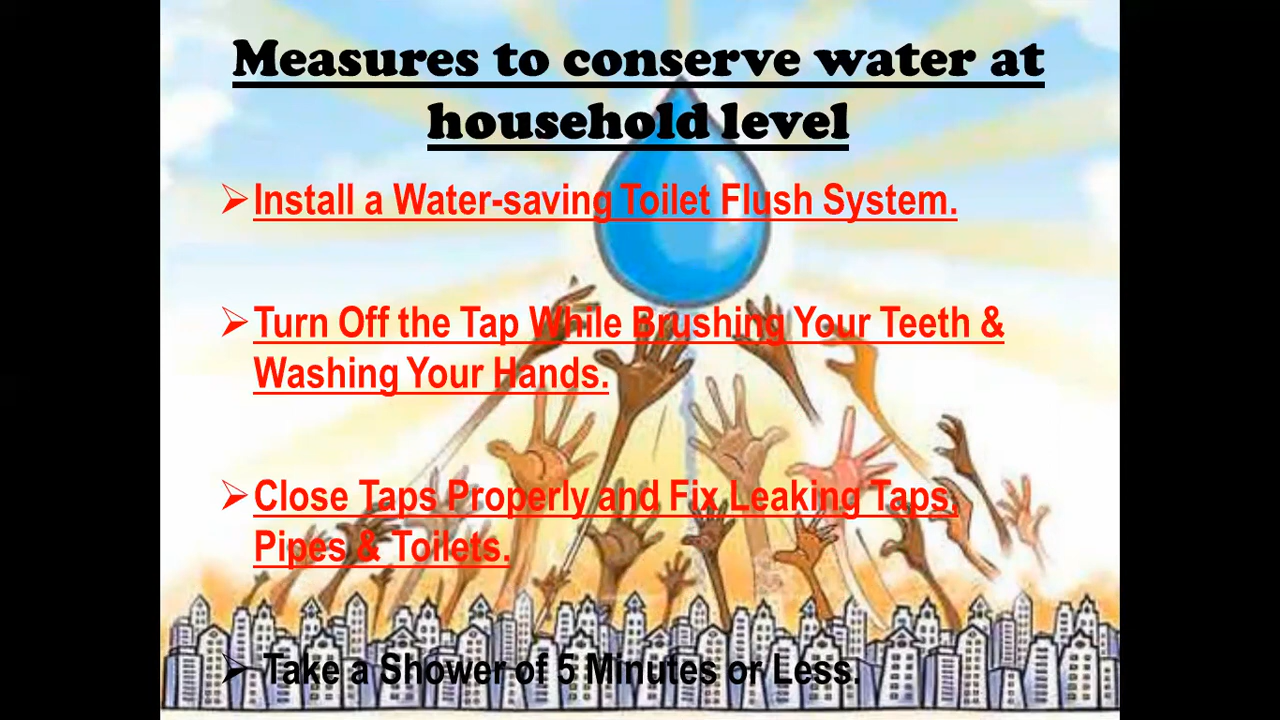 Measures to conserve water at
household level
➢ Install a Water-saving Toilet Flush System.
➢ Turn Off the Tap While Brushing Your Teeth &
Washing Your Hands.
➢ Close Taps Properly and Fix Leaking Taps,
Pipes & Toilets.
➢ Take a Shower of 5 Minutes or Less.